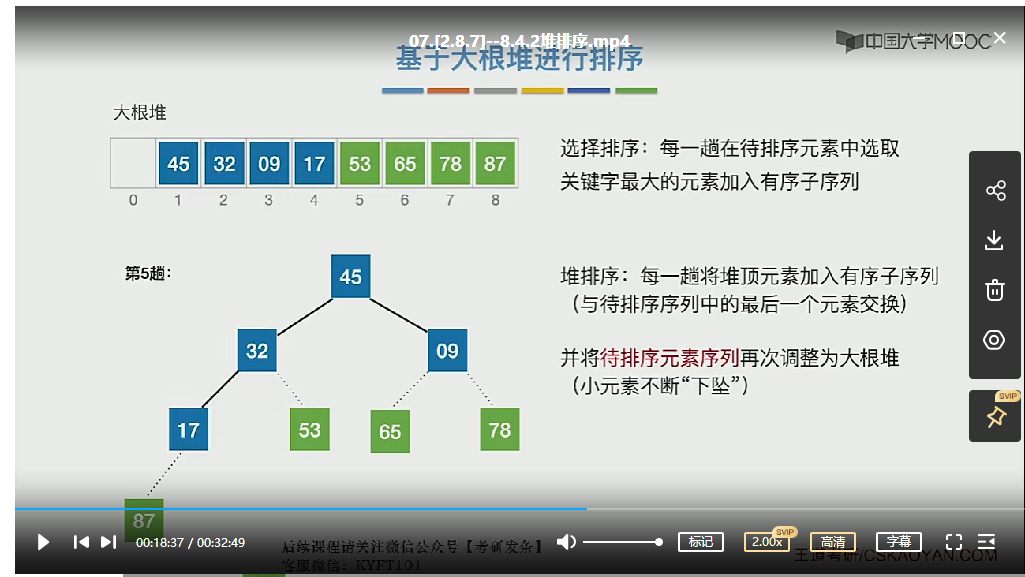 07.[2.8.7]--8.4.2堆排序.mp4
中国大学MOOC
基于大根堆进行排序
大根堆
45 32 09 17 53 65 78 87
0 1 2 3 4 5 6 7 8
选择排序：每一趟在待排序元素中选取
关键字最大的元素加入有序子序列
第5趟：
45
32 09
17 53 65 78
87
堆排序：每一趟将堆顶元素加入有序子序列
（与待排序序列中的最后一个元素交换）
并将待排序元素序列再次调整为大根堆
（小元素不断“下坠”）
SVIP
00:18:37 / 00:32:49
后续课程请关注微信公众号【考研发条】
客服微信：KYFT101
标记
2.00x
SVIP
高清
字幕
王道考研/CSKAOYAN.COM